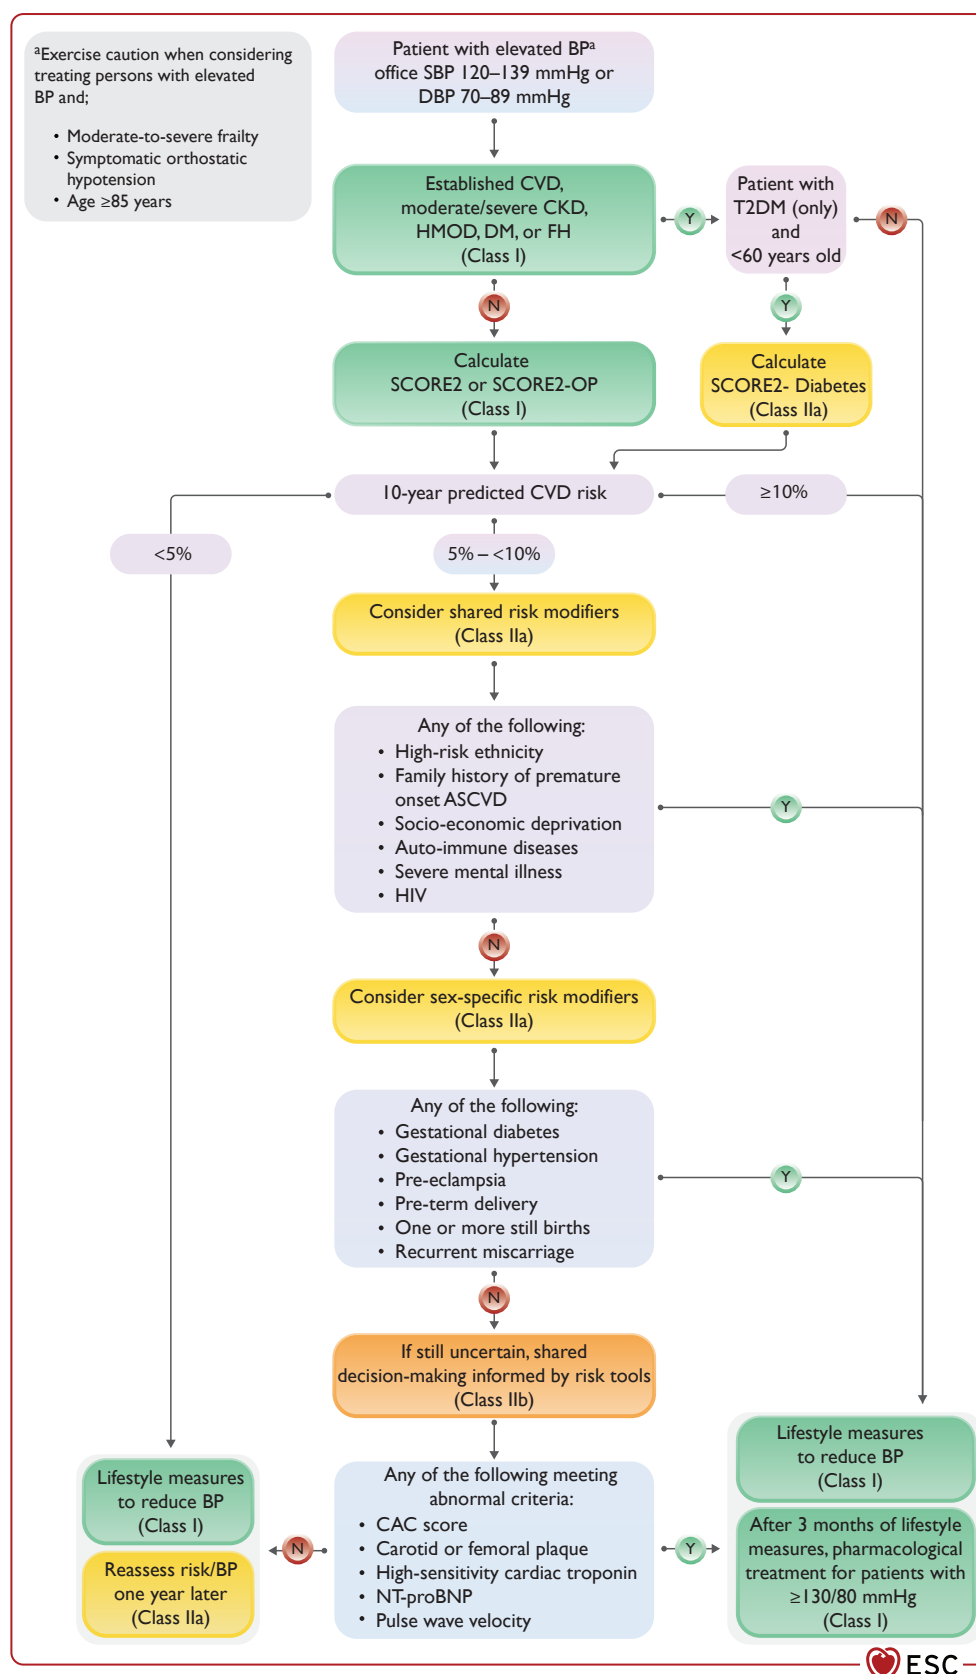 ᵃExercise caution when considering
treating persons with elevated
BP and;
• Moderate-to-severe frailty
• Symptomatic orthostatic
hypotension
• Age ≥85 years
Patient with elevated BPᵃ
office SBP 120–139 mmHg or
DBP 70–89 mmHg
Established CVD,
moderate/severe CKD,
HMOD, DM, or FH
(Class I)
Y
Patient with
T2DM (only)
and
<60 years old
N
N
Y
Calculate
SCORE2 or SCORE2-OP
(Class I)
Calculate
SCORE2- Diabetes
(Class IIa)
10-year predicted CVD risk
≥10%
<5%
5% – <10%
Consider shared risk modifiers
(Class IIa)
Any of the following:
• High-risk ethnicity
• Family history of premature
onset ASCVD
• Socio-economic deprivation
• Auto-immune diseases
• Severe mental illness
• HIV
Y
N
Consider sex-specific risk modifiers
(Class IIa)
Any of the following:
• Gestational diabetes
• Gestational hypertension
• Pre-eclampsia
• Pre-term delivery
• One or more still births
• Recurrent miscarriage
Y
N
If still uncertain, shared
decision-making informed by risk tools
(Class IIb)
Lifestyle measures
to reduce BP
(Class I)
Reassess risk/BP
one year later
(Class IIa)
N
Any of the following meeting
abnormal criteria:
• CAC score
• Carotid or femoral plaque
• High-sensitivity cardiac troponin
• NT-proBNP
• Pulse wave velocity
Y
Lifestyle measures
to reduce BP
(Class I)
After 3 months of lifestyle
measures, pharmacological
treatment for patients with
≥130/80 mmHg
(Class I)
ESC